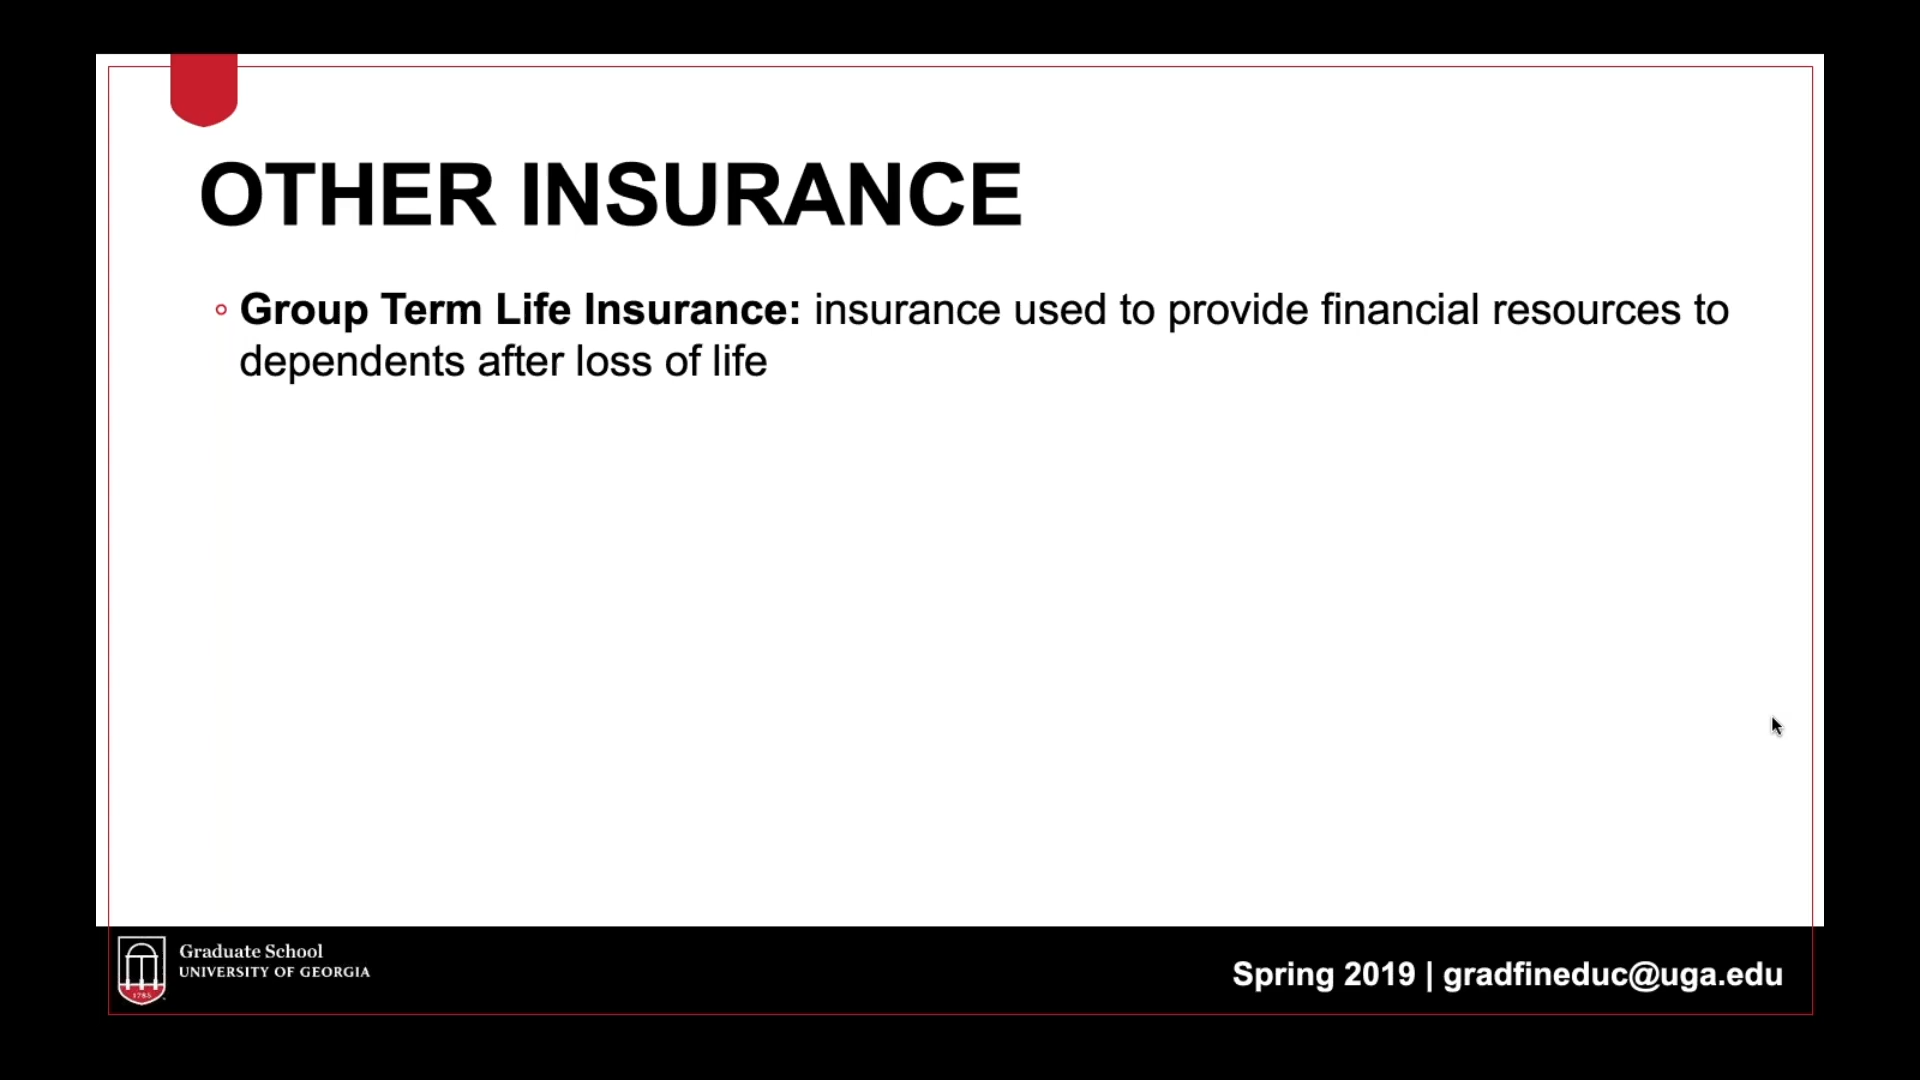 OTHER INSURANCE
Group Term Life Insurance: insurance used to provide financial resources to
dependents after loss of life
Graduate School
UNIVERSITY OF GEORGIA
1785
Spring 2019 | gradfineduc@uga.edu